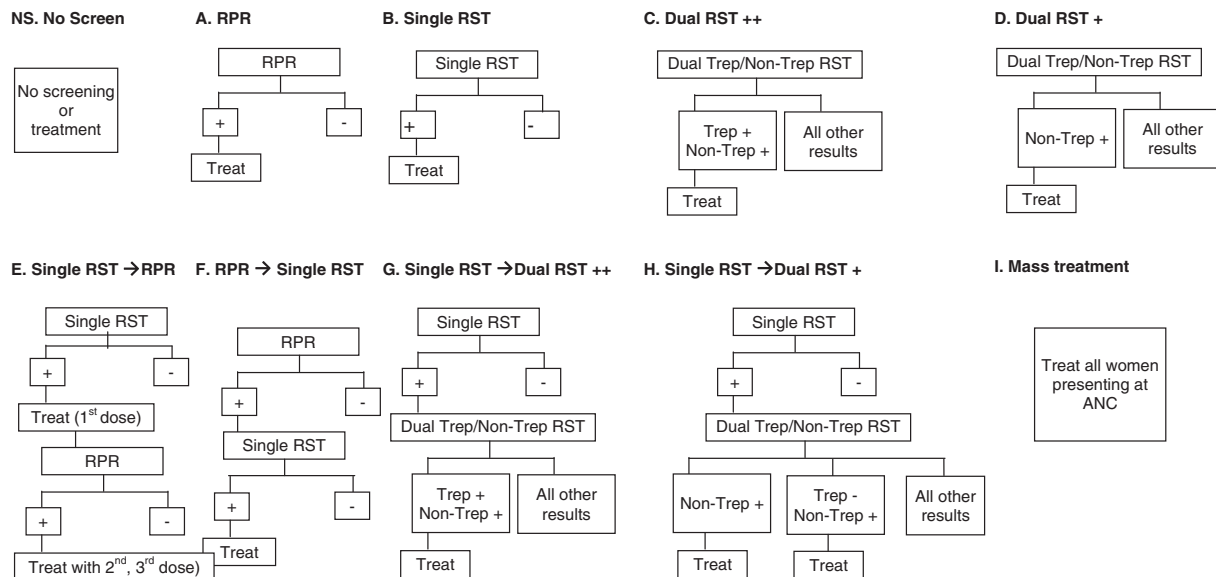 NS. No Screen
No screening
or
treatment
A. RPR
RPR
+
-
Treat
B. Single RST
Single RST
+
-
Treat
C. Dual RST ++
Dual Trep/Non-Trep RST
Trep +
Non-Trep +
All other
results
Treat
D. Dual RST +
Dual Trep/Non-Trep RST
Non-Trep +
All other
results
Treat
E. Single RST →RPR
Single RST
+
-
Treat (1st dose)
RPR
+
-
Treat with 2nd, 3rd dose)
F. RPR → Single RST
RPR
+
-
Single RST
+
-
Treat
G. Single RST →Dual RST ++
Single RST
+
-
Dual Trep/Non-Trep RST
Trep +
Non-Trep +
All other
results
Treat
H. Single RST →Dual RST +
Single RST
+
-
Dual Trep/Non-Trep RST
Non-Trep +
Trep -
Non-Trep +
All other
results
Treat
Treat
I. Mass treatment
Treat all women
presenting at
ANC